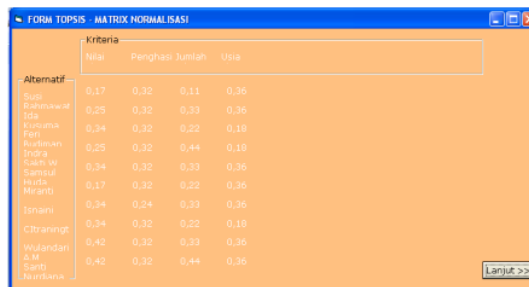 FORM TOPSIS - MATRIX NORMALISASI
Kriteria
Nilai Penghasi Jumlah Usia
Alternatif
Susi
Rahmawat
Ida
Kusuma
Feri
Budiman
Indra
Sakti W
Samsul
Huda
Miranti
Isnaini
CItraningt
Wulandari
A.M
Santi
Nurdiana
0,17 0,32 0,11 0,36
0,25 0,32 0,33 0,36
0,34 0,32 0,22 0,18
0,25 0,32 0,44 0,18
0,34 0,32 0,33 0,36
0,17 0,32 0,22 0,36
0,34 0,24 0,33 0,36
0,34 0,32 0,22 0,18
0,42 0,32 0,33 0,36
0,42 0,32 0,44 0,36
Lanjut >>